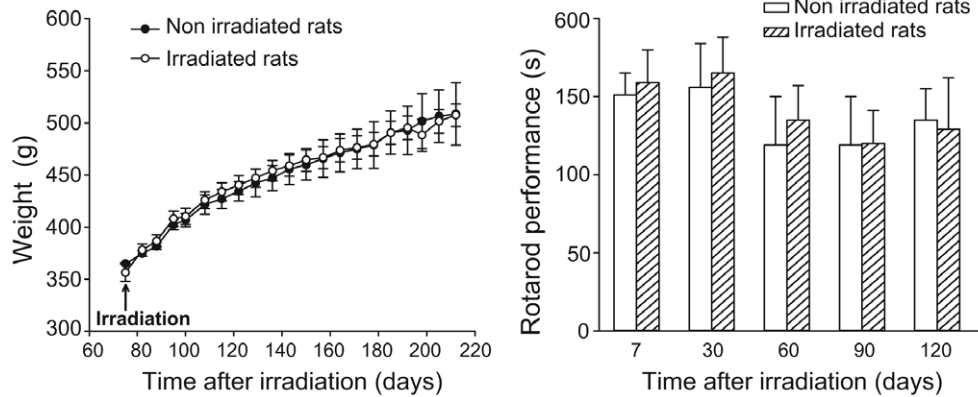 Non irradiated rats
Irradiated rats
Weight (g)
600
550
500
450
400
350
300
Irradiation
60 80 100 120 140 160 180 200 220
Time after irradiation (days)
Non irradiated rats
Irradiated rats
Rotarod performance (s)
600
150
100
50
0
7 30 60 90 120
Time after irradiation (days)